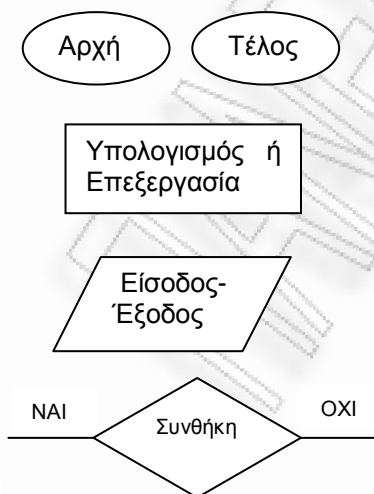 Αρχή Τέλος
Υπολογισμός ή
Επεξεργασία
Είσοδος-
Έξοδος
ΝΑΙ Συνθήκη ΟΧΙ